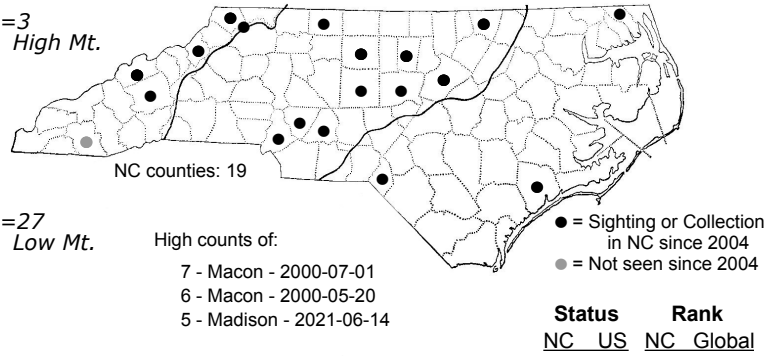 =3
High Mt.
NC counties: 19
=27
Low Mt.
High counts of:
7 - Macon - 2000-07-01
6 - Macon - 2000-05-20
5 - Madison - 2021-06-14
= Sighting or Collection
in NC since 2004
= Not seen since 2004
Status Rank
NC US NC Global